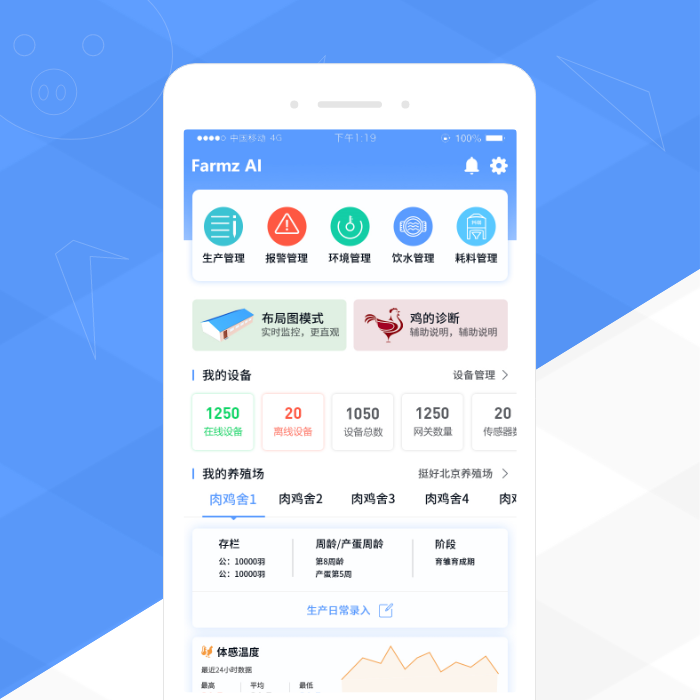 中国移动 4G 下午1:19 100%
Farmz AI
生产管理 报警管理 环境管理 饮水管理 耗料管理
布局图模式 鸡的诊断
实时监控，更直观 辅助说明，辅助说明
我的设备 设备管理
1250 20 1050 1250 20
在线设备 离线设备 设备总数 网关数量 传感器
我的养殖场 挺好北京养殖场
肉鸡舍1 肉鸡舍2 肉鸡舍3 肉鸡舍4 肉
存栏 周龄/产蛋周龄 阶段
公：10000羽 第8周龄 育雏育成期
公：10000羽 产蛋第5周
生产日常录入
体感温度
最近24小时数据
最高 平均 最低